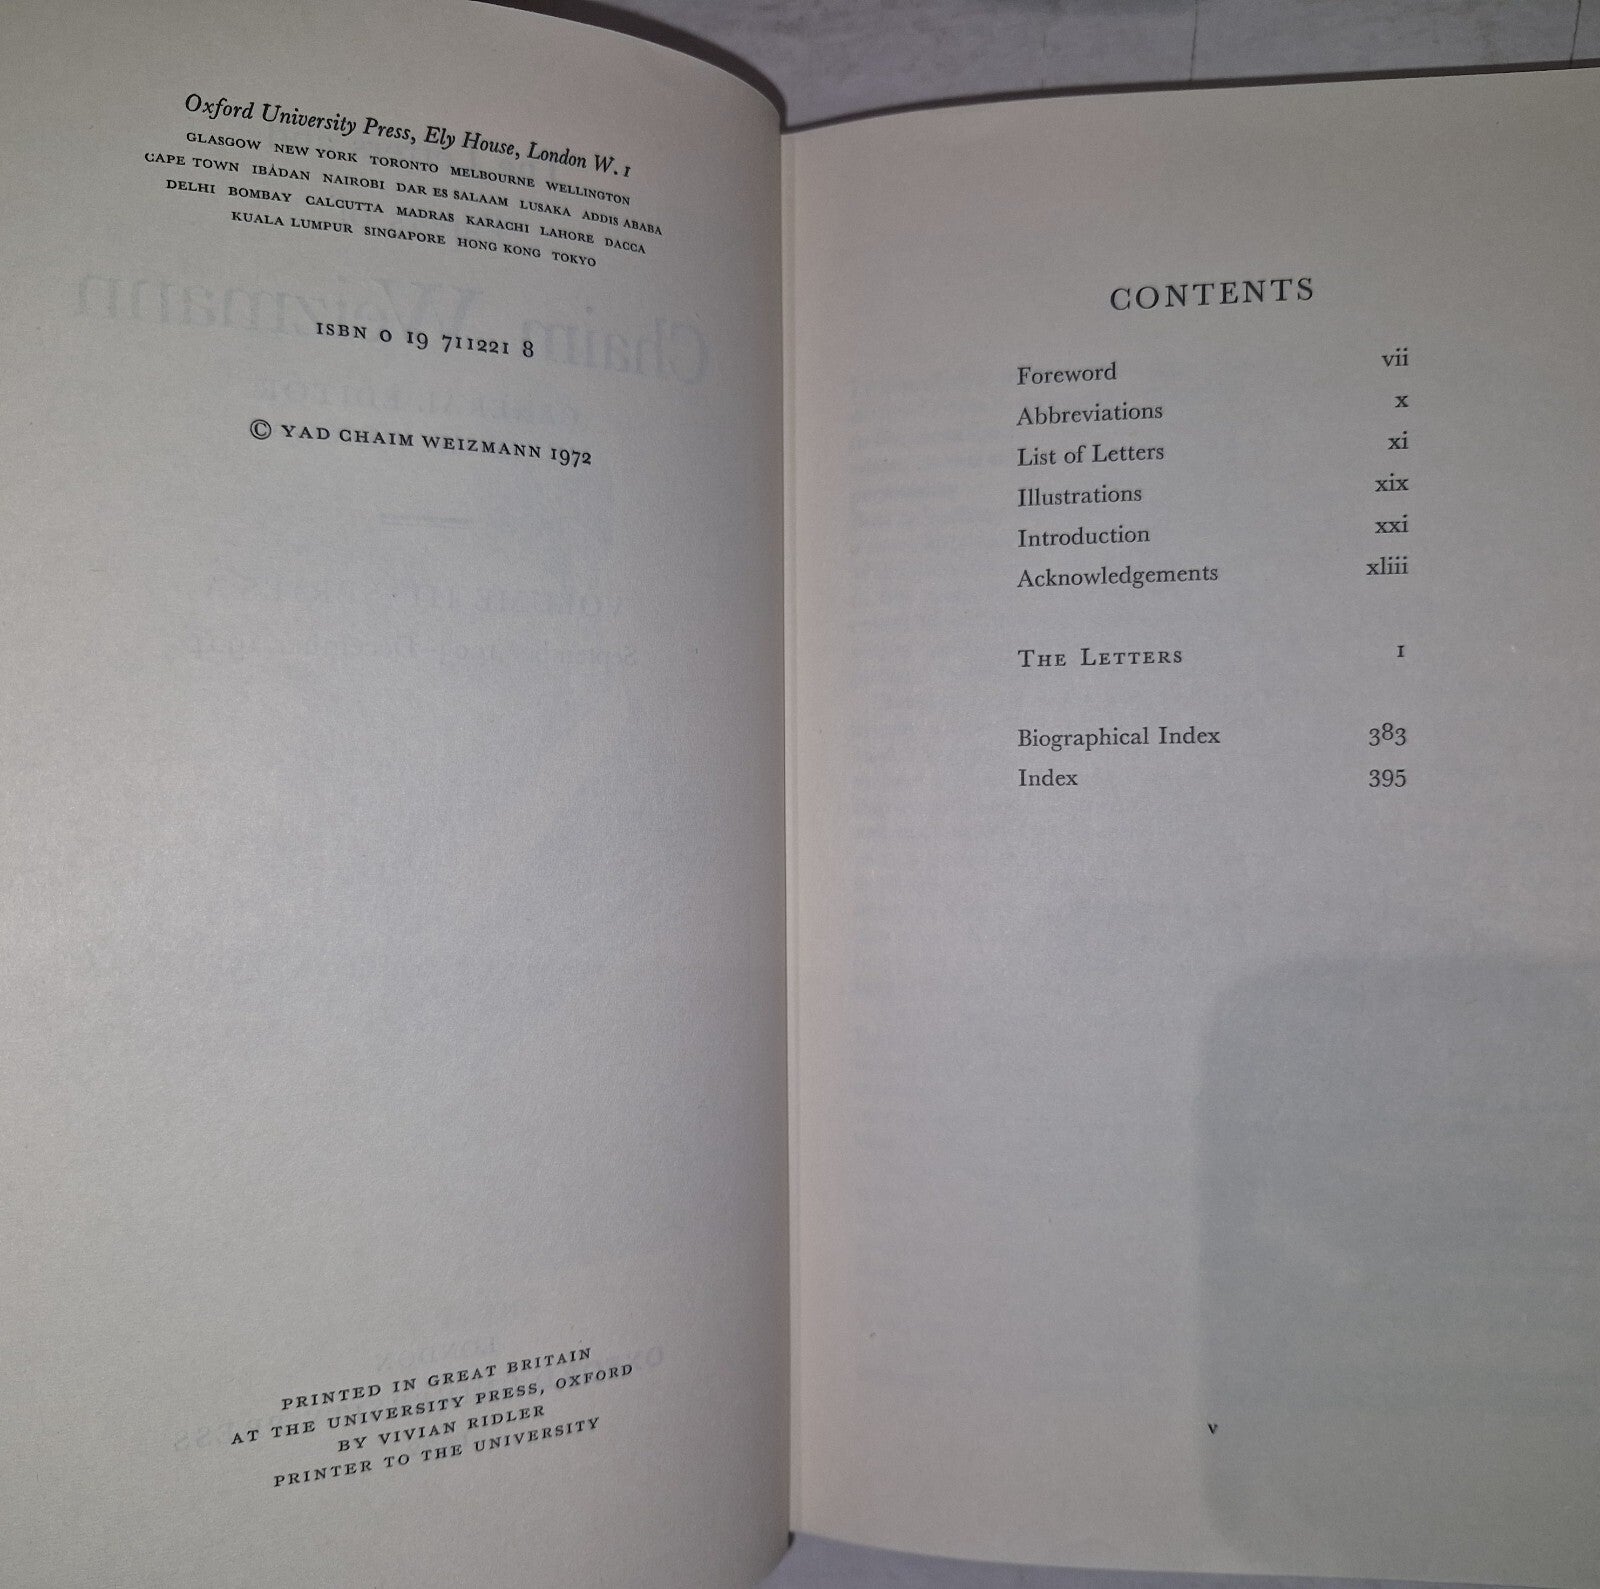 Oxford University Press, Ely House, London W. 1
GLASGOW NEW YORK TORONTO MELBOURNE WELLINGTON
CAPE TOWN IBADAN NAIROBI DAR ES SALAAM LUSAKA ADDIS ABABA
DELHI BOMBAY CALCUTTA MADRAS KARACHI LAHORE DACCA
KUALA LUMPUR SINGAPORE HONG KONG TOKYO
ISBN 0 19 711221 8
© YAD CHAIM WEIZMANN 1972
PRINTED IN GREAT BRITAIN
AT THE UNIVERSITY PRESS, OXFORD
BY VIVIAN RIDLER
PRINTER TO THE UNIVERSITY
CONTENTS
Foreword vii
Abbreviations x
List of Letters xi
Illustrations xix
Introduction xxi
Acknowledgements xliii
THE LETTERS 1
Biographical Index 383
Index 395
v